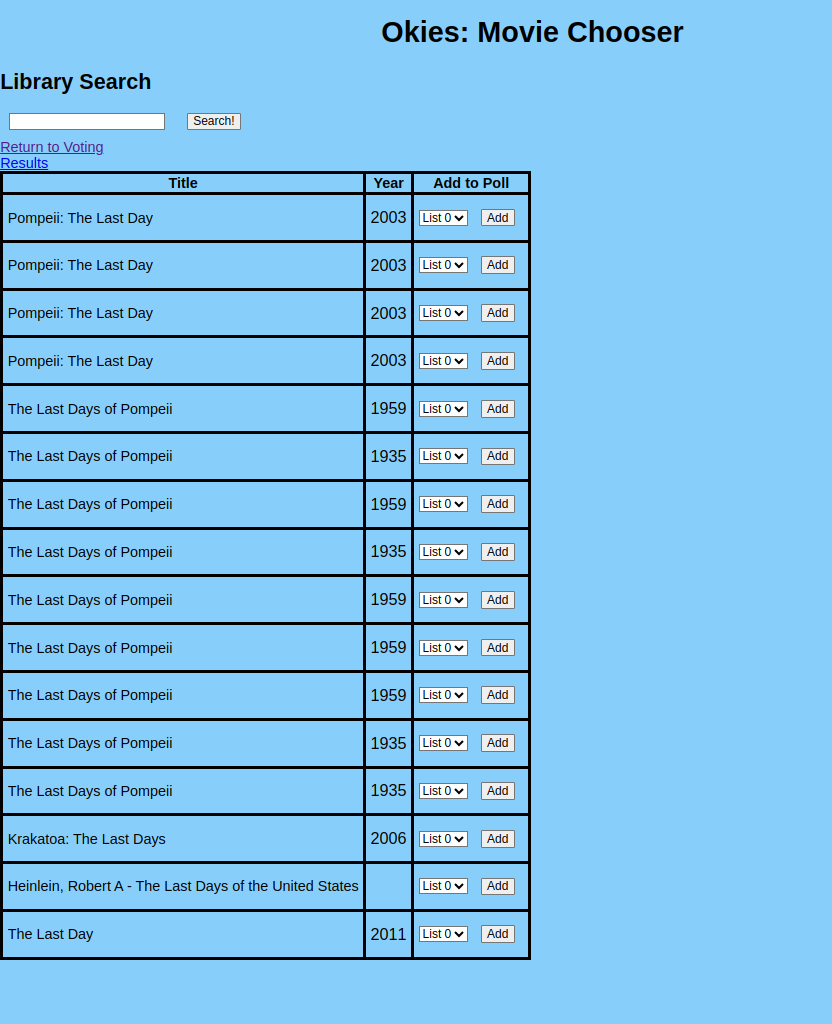 Okies: Movie Chooser
Library Search
Search!
Return to Voting
Results
Title Year Add to Poll
Pompeii: The Last Day 2003 List 0 Add
Pompeii: The Last Day 2003 List 0 Add
Pompeii: The Last Day 2003 List 0 Add
Pompeii: The Last Day 2003 List 0 Add
The Last Days of Pompeii 1959 List 0 Add
The Last Days of Pompeii 1935 List 0 Add
The Last Days of Pompeii 1959 List 0 Add
The Last Days of Pompeii 1935 List 0 Add
The Last Days of Pompeii 1959 List 0 Add
The Last Days of Pompeii 1959 List 0 Add
The Last Days of Pompeii 1959 List 0 Add
The Last Days of Pompeii 1935 List 0 Add
The Last Days of Pompeii 1935 List 0 Add
Krakatoa: The Last Days 2006 List 0 Add
Heinlein, Robert A - The Last Days of the United States List 0 Add
The Last Day 2011 List 0 Add